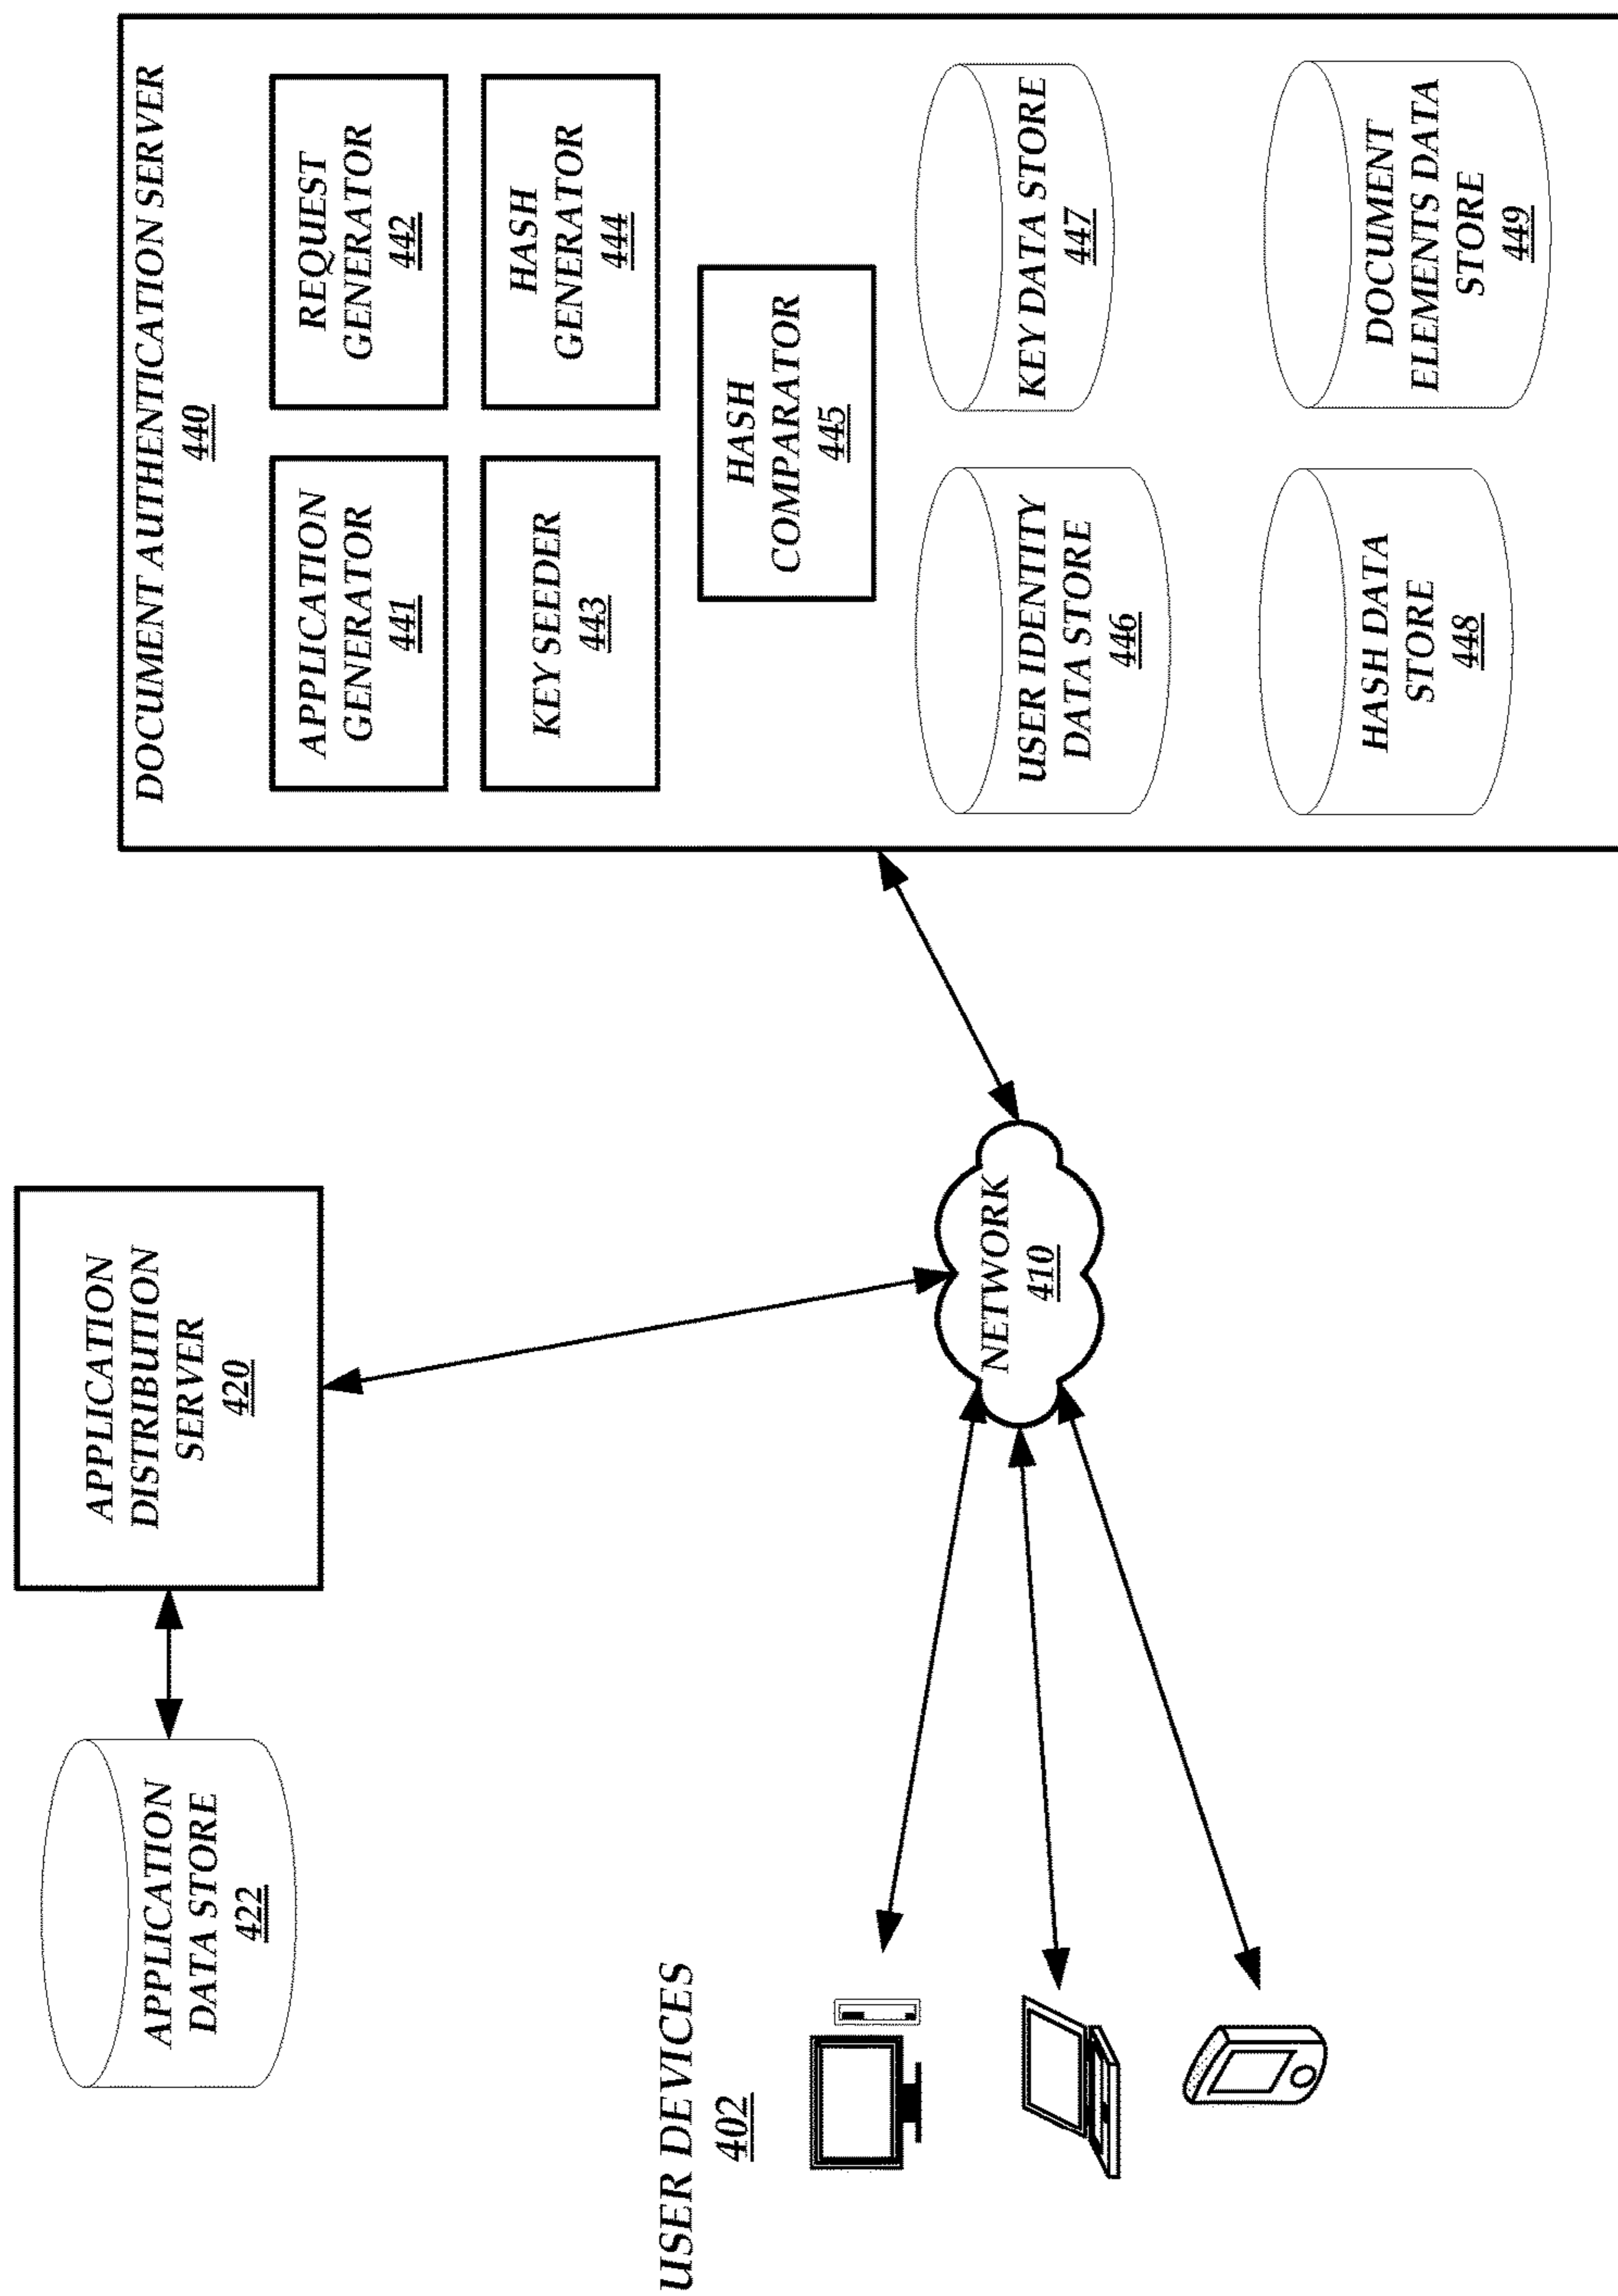 APPLICATION
DATA STORE
422
APPLICATION
DISTRIBUTION
SERVER
420
USER DEVICES
402
NETWORK
410
DOCUMENT AUTHENTICATION SERVER
440
APPLICATION
GENERATOR
441
REQUEST
GENERATOR
442
KEY SEEDER
443
HASH
GENERATOR
444
HASH
COMPARATOR
445
USER IDENTITY
DATA STORE
446
KEY DATA STORE
447
HASH DATA
STORE
448
DOCUMENT
ELEMENTS DATA
STORE
449